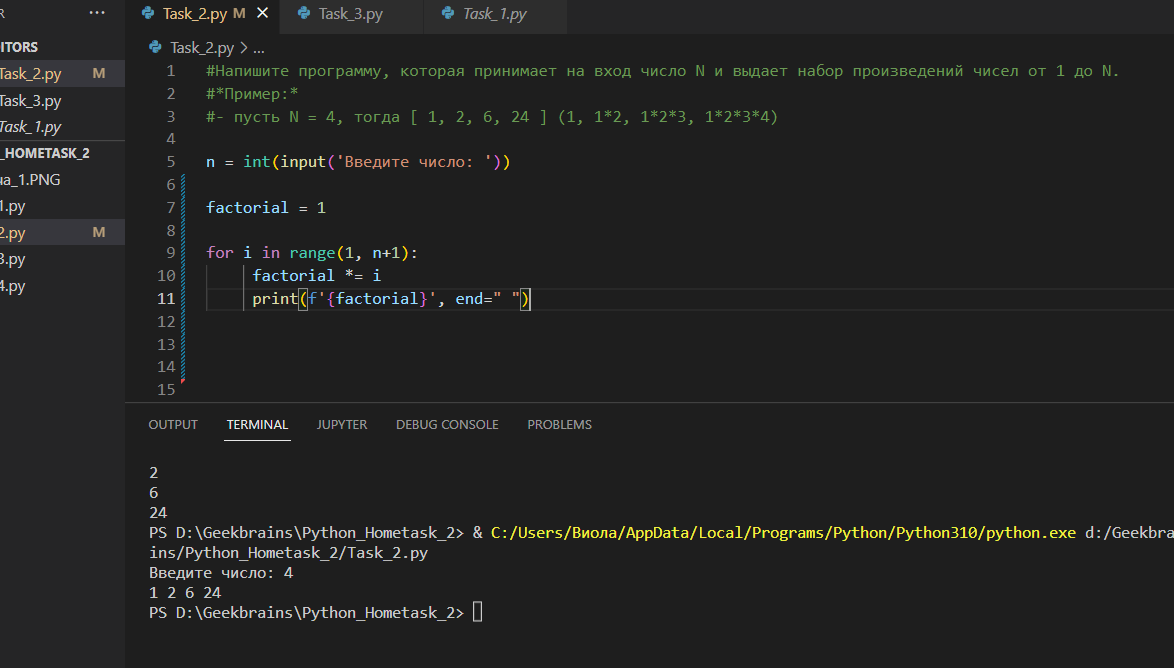 R ...
ITORS
Task_2.py M
Task_3.py
Task_1.py
_HOMETASK_2
ча_1.PNG
1.py
2.py M
3.py
4.py
Task_2.py M × Task_3.py Task_1.py
Task_2.py > ...
1 #Напишите программу, которая принимает на вход число N и выдает набор произведений чисел от 1 до N.
2 #*Пример:*
3 #- пусть N = 4, тогда [ 1, 2, 6, 24 ] (1, 1*2, 1*2*3, 1*2*3*4)
4
5 n = int(input('Введите число: '))
6
7 factorial = 1
8
9 for i in range(1, n+1):
10 factorial *= i
11 print(f'{factorial}', end=" ")
12
13
14
15
OUTPUT TERMINAL JUPYTER DEBUG CONSOLE PROBLEMS
2
6
24
PS D:\Geekbrains\Python_Hometask_2> & C:/Users/Виола/AppData/Local/Programs/Python/Python310/python.exe d:/Geekbra
ins/Python_Hometask_2/Task_2.py
Введите число: 4
1 2 6 24
PS D:\Geekbrains\Python_Hometask_2>